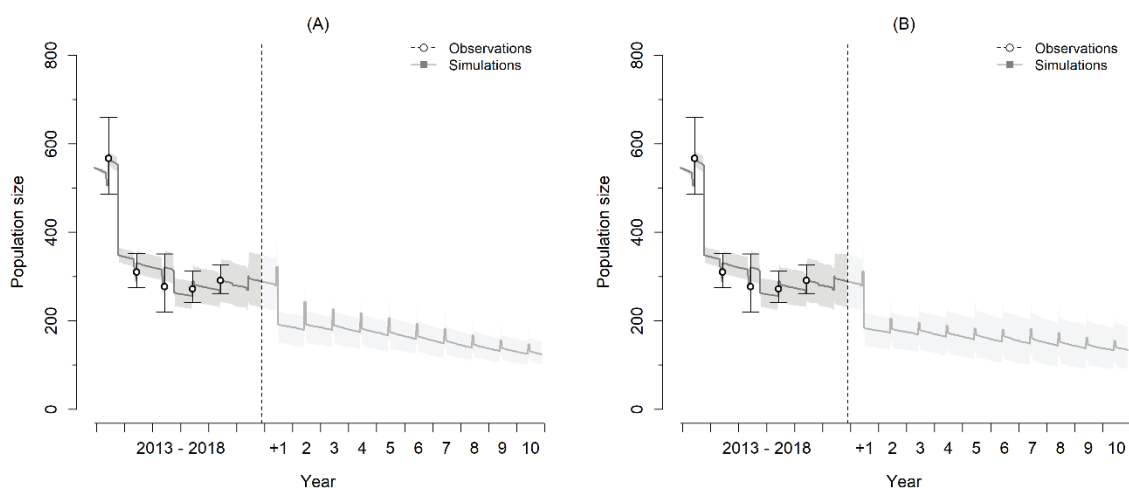 (A)
Observations
Simulations
Population size
800
600
400
200
0
2013 - 2018 +1 2 3 4 5 6 7 8 9 10
Year
(B)
Observations
Simulations
Population size
800
600
400
200
0
2013 - 2018 +1 2 3 4 5 6 7 8 9 10
Year